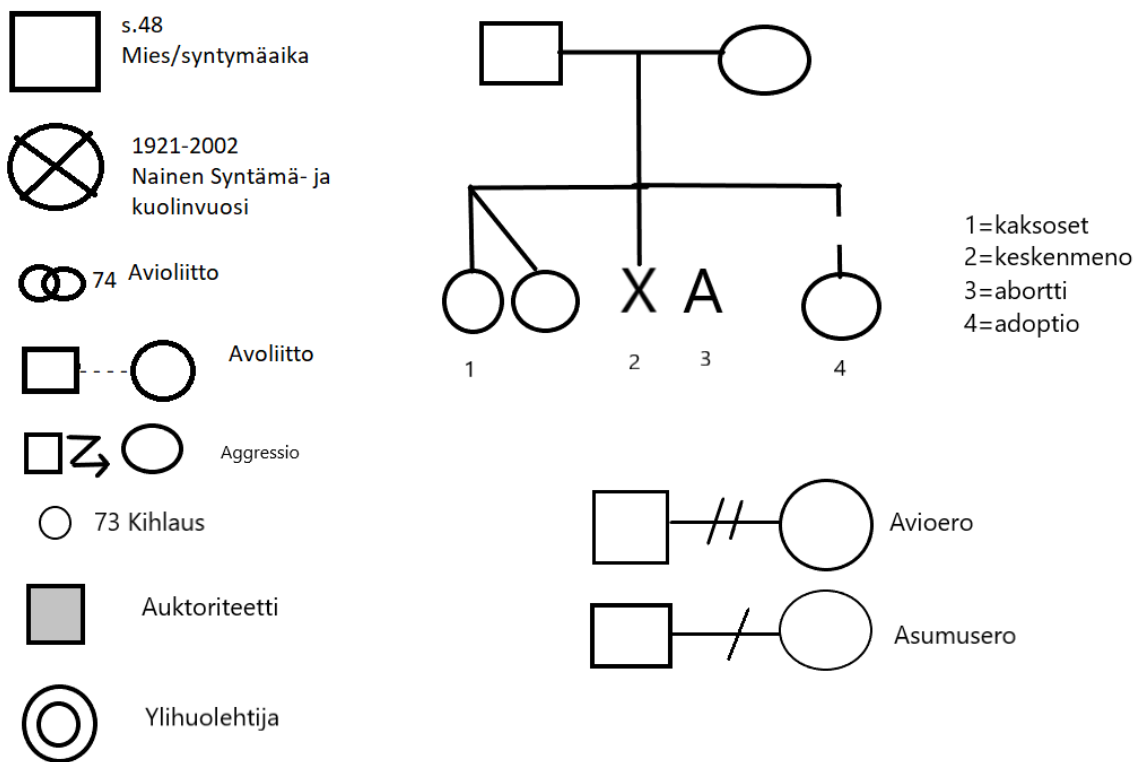 s.48
Mies/syntymäaika
1921-2002
Nainen Syntämä- ja
kuolinvuosi
74 Avioliitto
Avoliitto
Aggressio
73 Kihlaus
Auktoriteetti
Ylihuolehtija
X A
1 2 3 4
1=kaksoset
2=keskenmeno
3=abortti
4=adoptio
Avioero
Asumusero